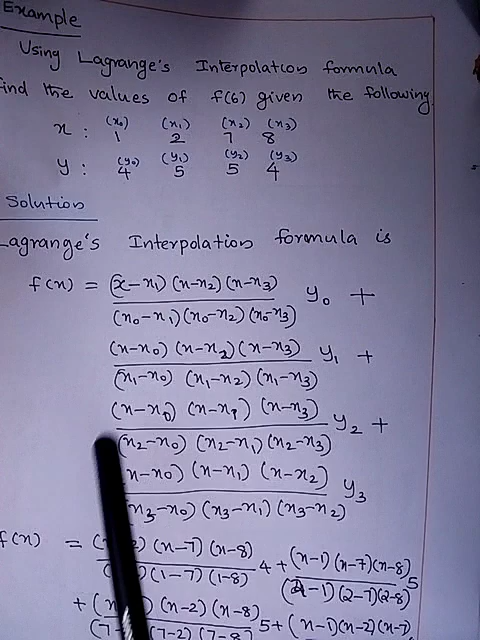 Example
Using Lagrange's Interpolation formula
find the values of f(6) given the following.
(x₀) (x₁) (x₂) (x₃)
x : 1 2 7 8
(y₀) (y₁) (y₂) (y₃)
y : 4 5 5 4
Solution
Lagrange's Interpolation formula is
f(x) = (x-x₁) (x-x₂) (x-x₃) y₀ +
(x₀-x₁) (x₀-x₂) (x₀-x₃)
(x-x₀) (x-x₂) (x-x₃) y₁ +
(x₁-x₀) (x₁-x₂) (x₁-x₃)
(x-x₀) (x-x₁) (x-x₃) y₂ +
(x₂-x₀) (x₂-x₁) (x₂-x₃)
x-x₀) (x-x₁) (x-x₂) y₃
x₃-x₀) (x₃-x₁) (x₃-x₂)
f(x) = (x-7) (x-8) 4 + (x-1) (x-7) (x-8) 5
(1-7) (1-8) (2-1) (2-7) (2-8)
+ (x (x-2) (x-8) 5 + (x-1) (x-2) (x-7)
(7- (7-2) (7-8)